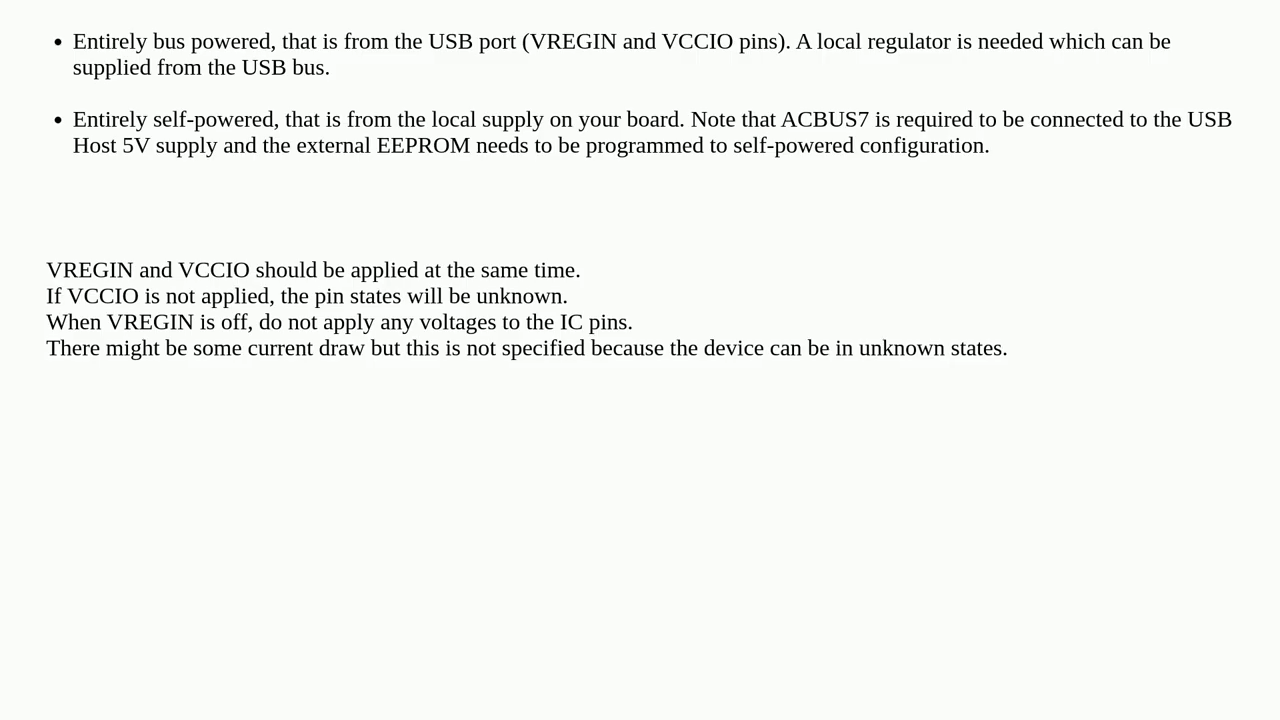 • Entirely bus powered, that is from the USB port (VREGIN and VCCIO pins). A local regulator is needed which can be
supplied from the USB bus.
• Entirely self-powered, that is from the local supply on your board. Note that ACBUS7 is required to be connected to the USB
Host 5V supply and the external EEPROM needs to be programmed to self-powered configuration.
VREGIN and VCCIO should be applied at the same time.
If VCCIO is not applied, the pin states will be unknown.
When VREGIN is off, do not apply any voltages to the IC pins.
There might be some current draw but this is not specified because the device can be in unknown states.